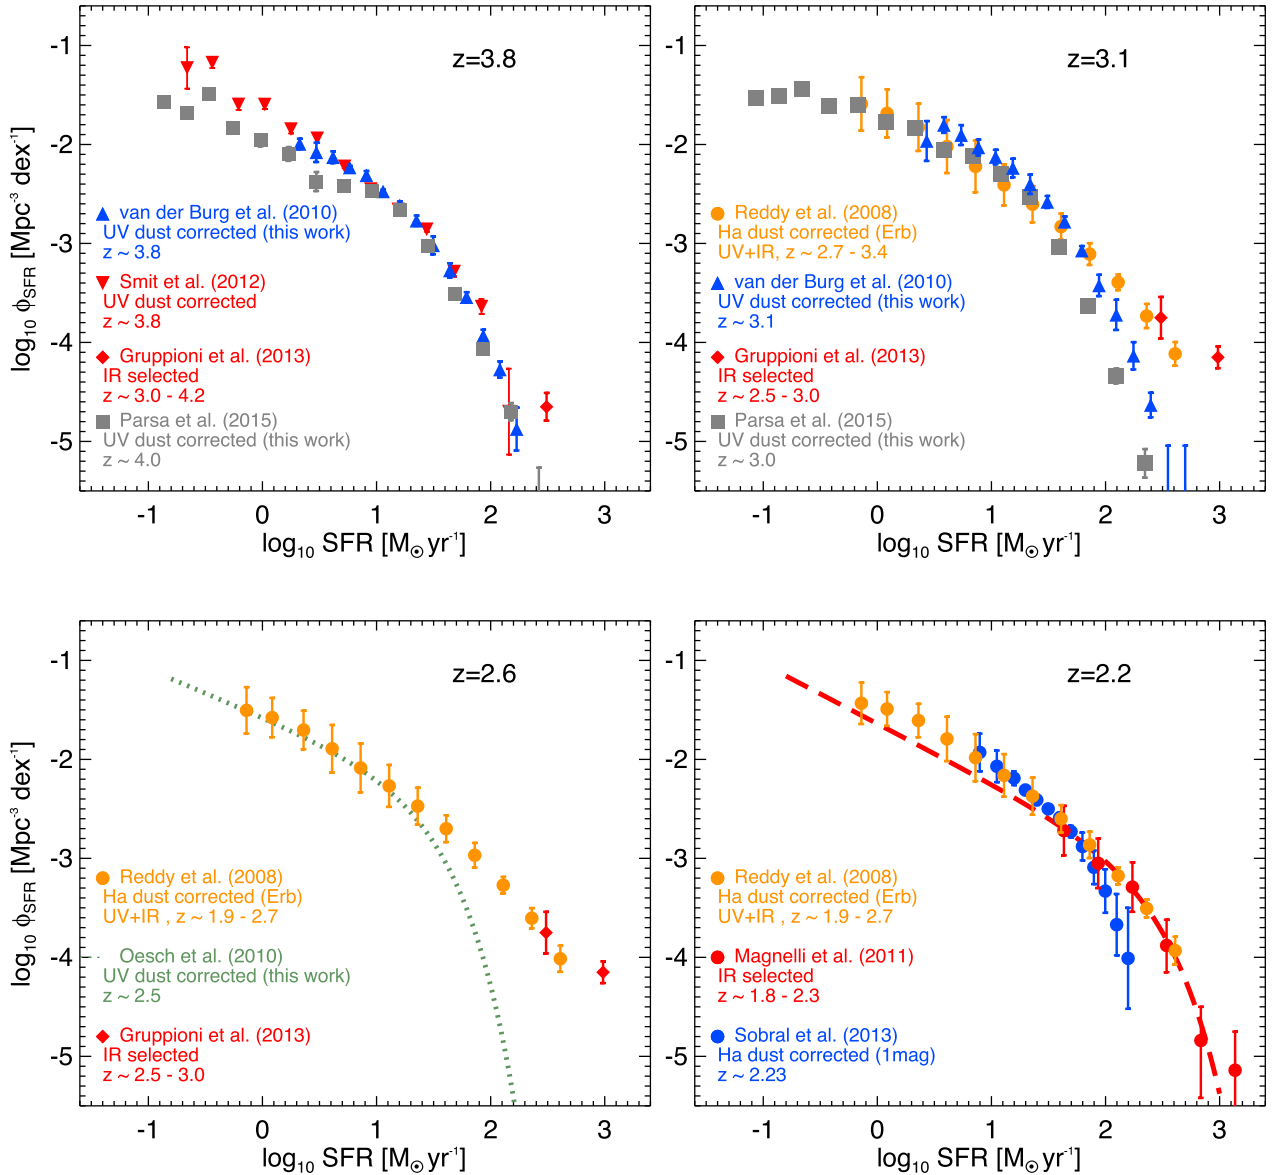 z=3.8
-1
-2
-3
-4
-5
log10 ϕSFR [Mpc-3 dex-1]
van der Burg et al. (2010)
UV dust corrected (this work)
z ~ 3.8
Smit et al. (2012)
UV dust corrected
z ~ 3.8
Gruppioni et al. (2013)
IR selected
z ~ 3.0 - 4.2
Parsa et al. (2015)
UV dust corrected (this work)
z ~ 4.0
-1 0 1 2 3
log10 SFR [M⊙ yr-1]
z=3.1
-1
-2
-3
-4
-5
Reddy et al. (2008)
Ha dust corrected (Erb)
UV+IR, z ~ 2.7 - 3.4
van der Burg et al. (2010)
UV dust corrected (this work)
z ~ 3.1
Gruppioni et al. (2013)
IR selected
z ~ 2.5 - 3.0
Parsa et al. (2015)
UV dust corrected (this work)
z ~ 3.0
-1 0 1 2 3
log10 SFR [M⊙ yr-1]
z=2.6
-1
-2
-3
-4
-5
log10 ϕSFR [Mpc-3 dex-1]
Reddy et al. (2008)
Ha dust corrected (Erb)
UV+IR , z ~ 1.9 - 2.7
Oesch et al. (2010)
UV dust corrected (this work)
z ~ 2.5
Gruppioni et al. (2013)
IR selected
z ~ 2.5 - 3.0
-1 0 1 2 3
log10 SFR [M⊙ yr-1]
z=2.2
-1
-2
-3
-4
-5
Reddy et al. (2008)
Ha dust corrected (Erb)
UV+IR , z ~ 1.9 - 2.7
Magnelli et al. (2011)
IR selected
z ~ 1.8 - 2.3
Sobral et al. (2013)
Ha dust corrected (1mag)
z ~ 2.23
-1 0 1 2 3
log10 SFR [M⊙ yr-1]